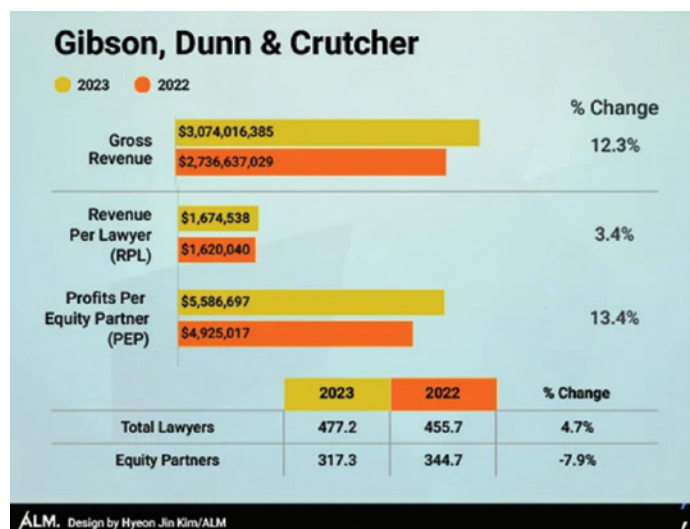 Gibson, Dunn & Crutcher
2023 2022
% Change
Gross
Revenue
$3,074,016,385
$2,736,637,029
12.3%
Revenue
Per Lawyer
(RPL)
$1,674,538
$1,620,040
3.4%
Profits Per
Equity Partner
(PEP)
$5,586,697
$4,925,017
13.4%
2023 2022 % Change
Total Lawyers 477.2 455.7 4.7%
Equity Partners 317.3 344.7 -7.9%
ALM. Design by Hyeon Jin Kim/ALM